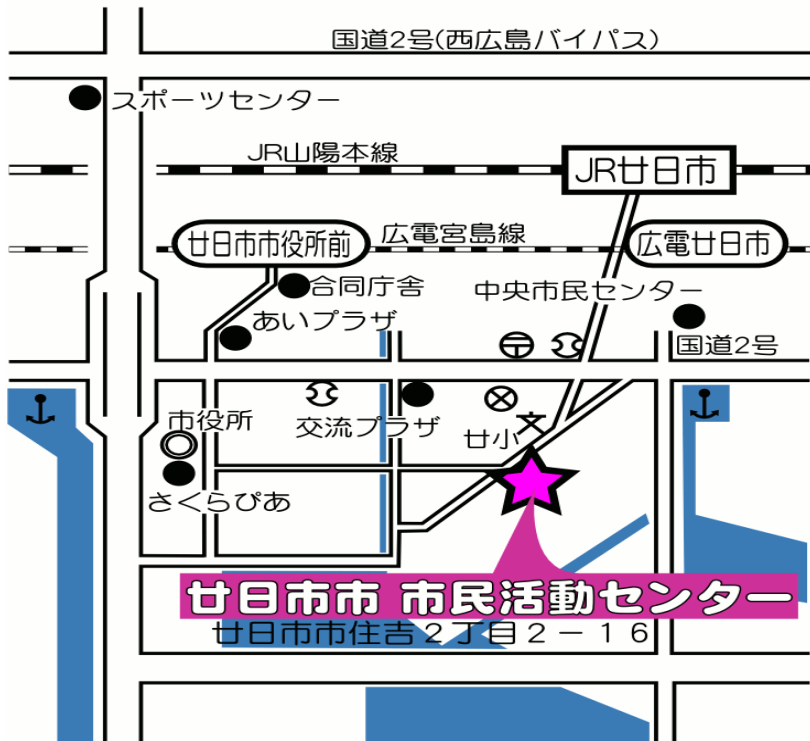 国道2号(西広島バイパス)
スポーツセンター
JR山陽本線
JR廿日市
廿日市市役所前
広電宮島線
広電廿日市
合同庁舎
中央市民センター
あいプラザ
国道2号
市役所
交流プラザ
廿小
さくらぴあ
廿日市市 市民活動センター
廿日市市住吉2丁目2-16